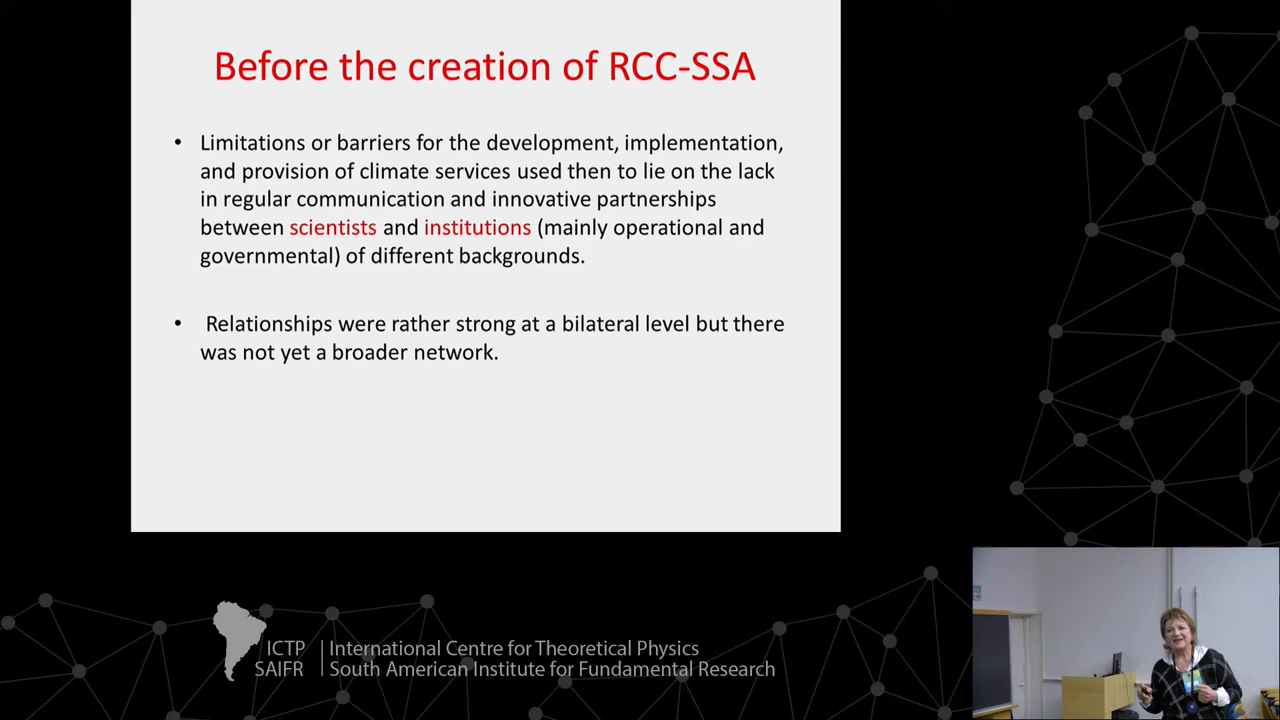 Before the creation of RCC-SSA
• Limitations or barriers for the development, implementation,
and provision of climate services used then to lie on the lack
in regular communication and innovative partnerships
between scientists and institutions (mainly operational and
governmental) of different backgrounds.
• Relationships were rather strong at a bilateral level but there
was not yet a broader network.
ICTP International Centre for Theoretical Physics
SAIFR South American Institute for Fundamental Research